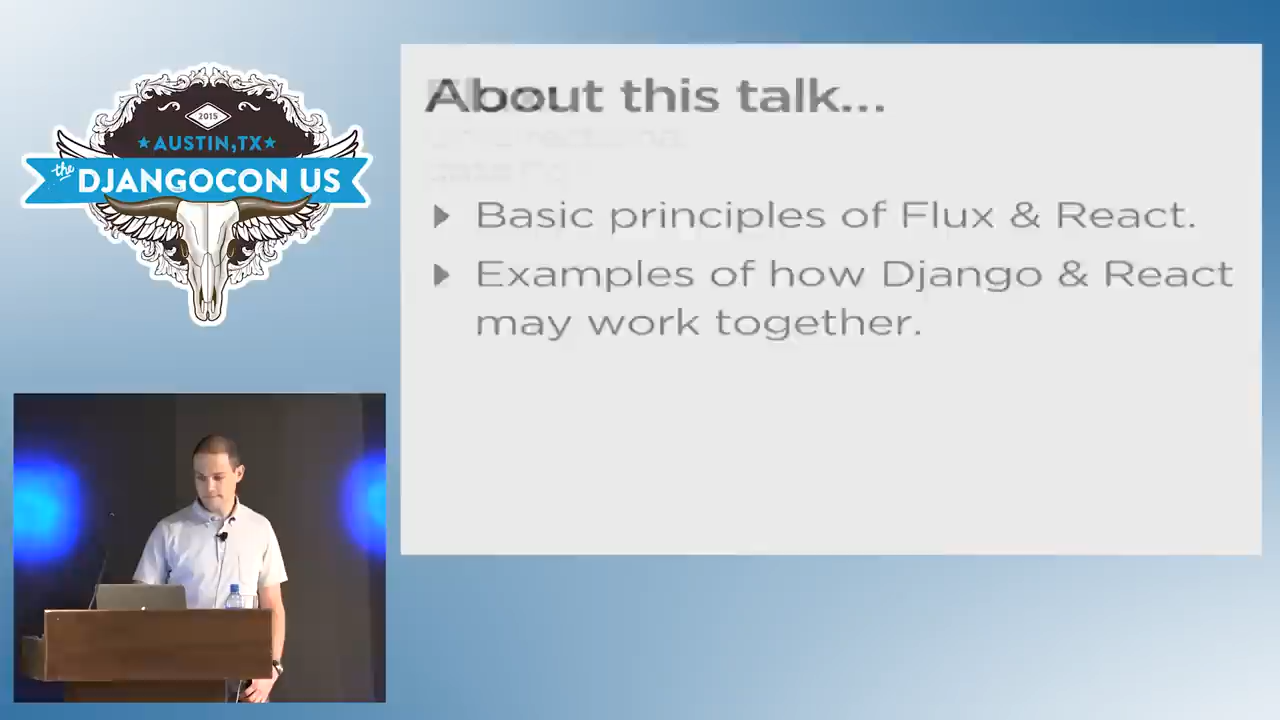 2015
AUSTIN, TX
the
DJANGOCON US
About this talk...
Basic principles of Flux & React.
Examples of how Django & React
may work together.